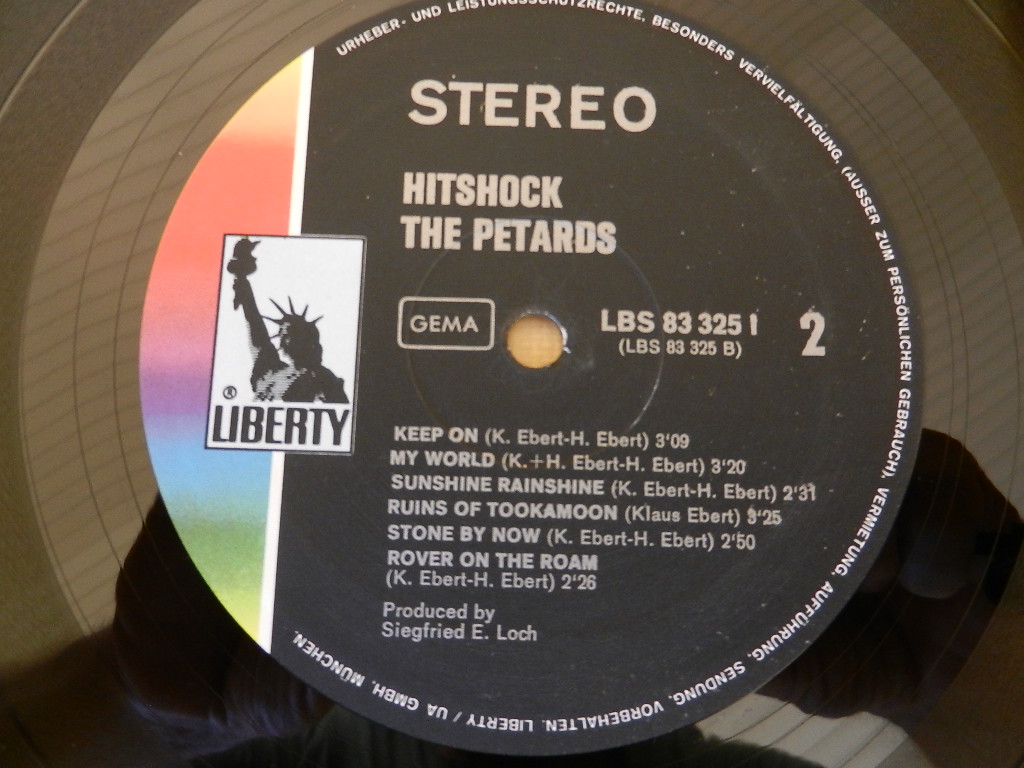 URHEBER- UND LEISTUNGSSCHUTZRECHTE, BESONDERS VERVIELFÄLTIGUNG, (AUSSER ZUM PERSÖNLICHEN GEBRAUCH), VERMIETUNG, AUFFÜHRUNG, SENDUNG, VORBEHALTEN. LIBERTY / UA GMBH, MÜNCHEN.
STEREO
HITSHOCK
THE PETARDS
GEMA
LBS 83 325 I 2
(LBS 83 325 B)
® LIBERTY
KEEP ON (K. Ebert-H. Ebert) 3'09
MY WORLD (K.+H. Ebert-H. Ebert) 3'20
SUNSHINE RAINSHINE (K. Ebert-H. Ebert) 2'31
RUINS OF TOOKAMOON (Klaus Ebert) 3'25
STONE BY NOW (K. Ebert-H. Ebert) 2'50
ROVER ON THE ROAM
(K. Ebert-H. Ebert) 2'26
Produced by
Siegfried E. Loch